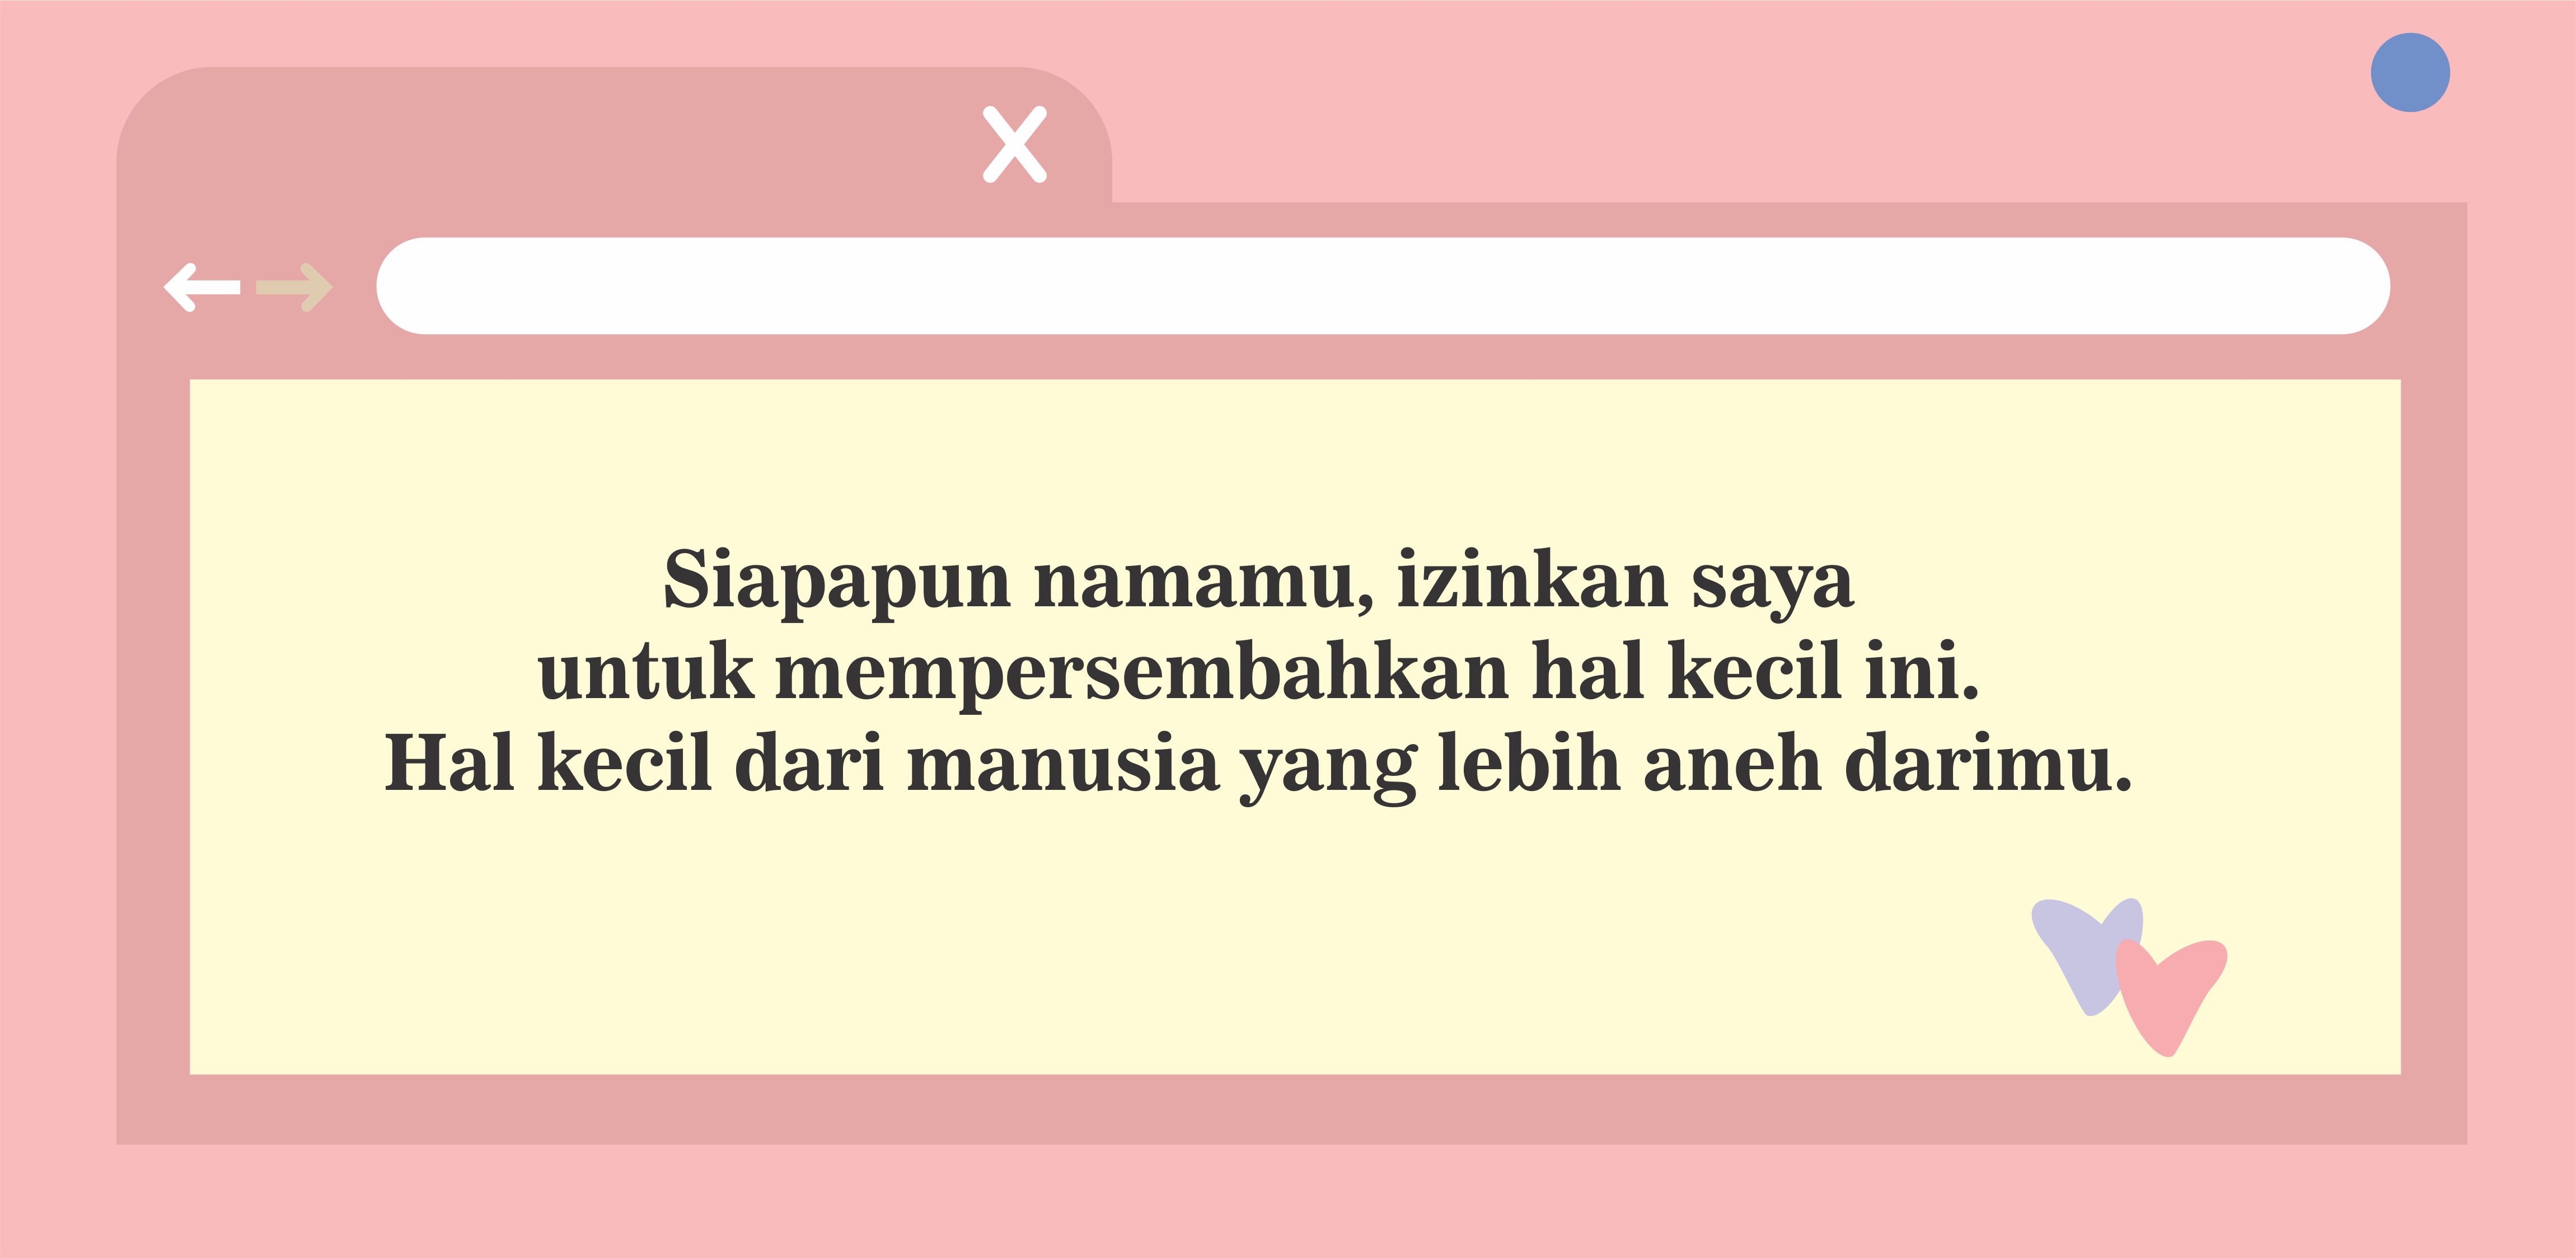 Siapapun namamu, izinkan saya
untuk mempersembahkan hal kecil ini.
Hal kecil dari manusia yang lebih aneh darimu.